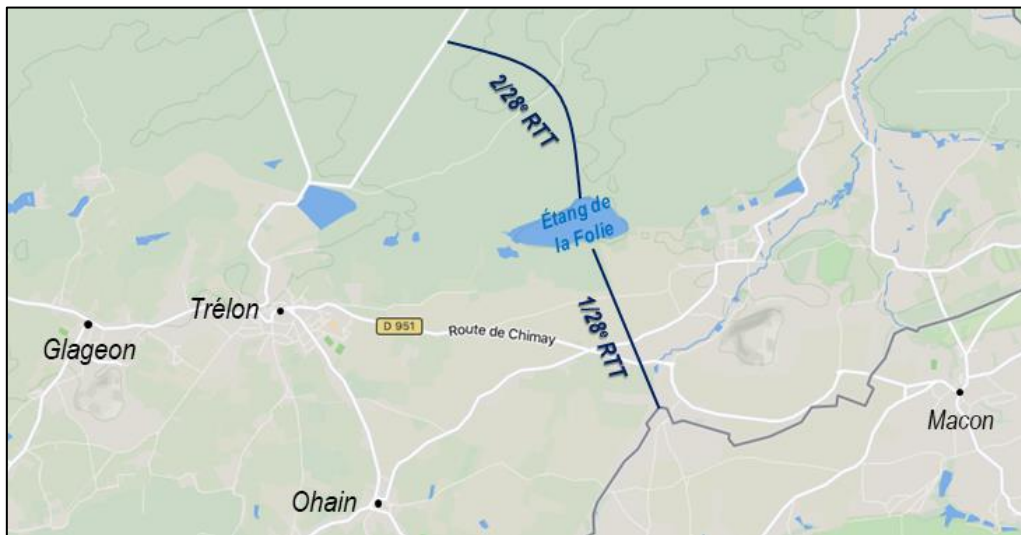 2/28e RTT
Étang de
la Folie
Trélon
Glageon
D 951
Route de Chimay
1/28e RTT
Macon
Ohain